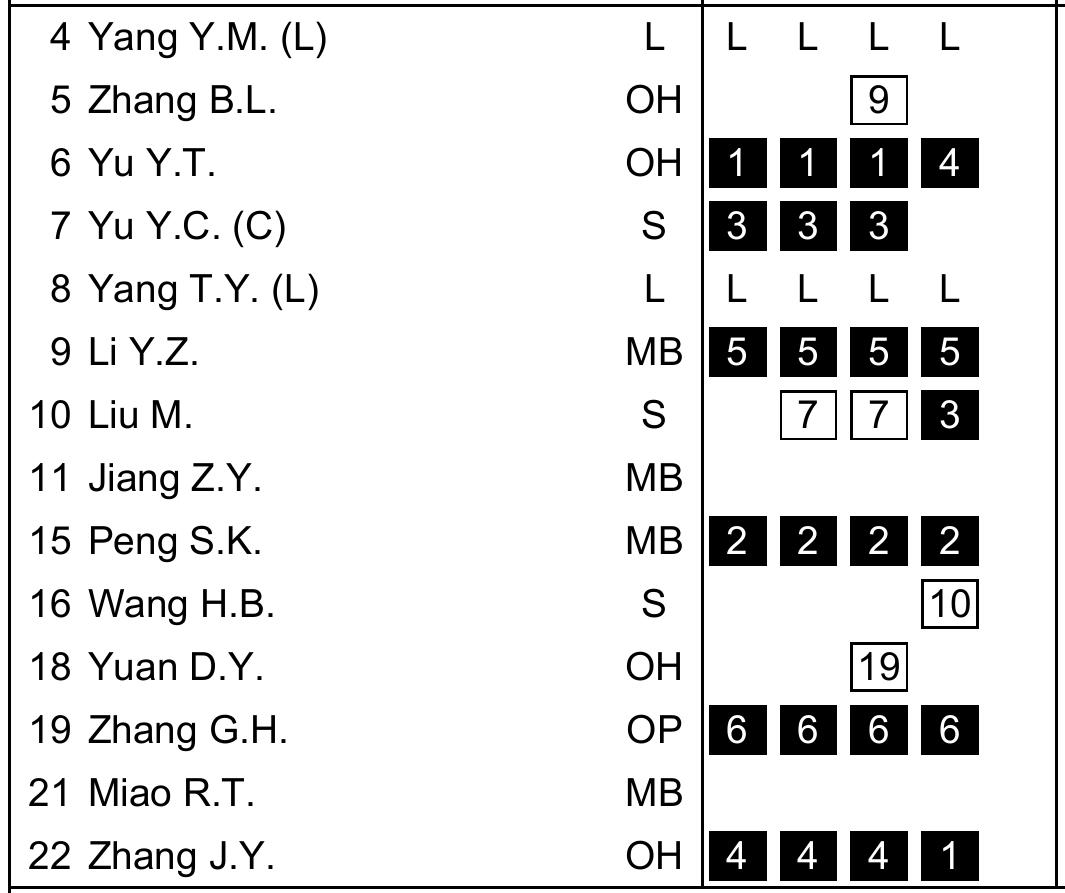 4 Yang Y.M. (L) L L L L L
5 Zhang B.L. OH 9
6 Yu Y.T. OH 1 1 1 4
7 Yu Y.C. (C) S 3 3 3
8 Yang T.Y. (L) L L L L L
9 Li Y.Z. MB 5 5 5 5
10 Liu M. S 7 7 3
11 Jiang Z.Y. MB
15 Peng S.K. MB 2 2 2 2
16 Wang H.B. S 10
18 Yuan D.Y. OH 19
19 Zhang G.H. OP 6 6 6 6
21 Miao R.T. MB
22 Zhang J.Y. OH 4 4 4 1